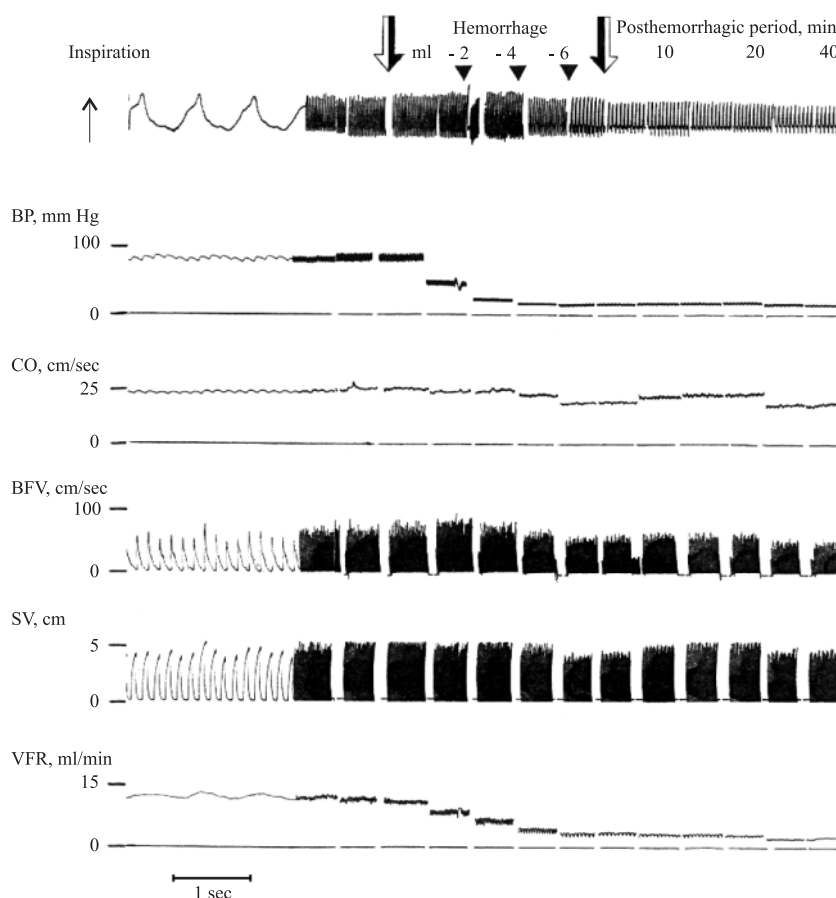 Hemorrhage Posthemorrhagic period, min
Inspiration ml - 2 - 4 - 6 10 20 40
BP, mm Hg
100
0
CO, cm/sec
25
0
BFV, cm/sec
100
0
SV, cm
5
0
VFR, ml/min
15
0
1 sec